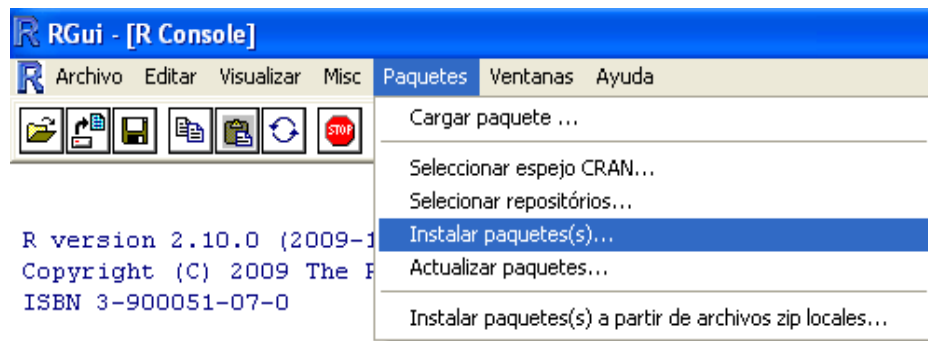 RGui - [R Console]
Archivo Editar Visualizar Misc Paquetes Ventanas Ayuda
STOP
Cargar paquete ...
Seleccionar espejo CRAN...
Selecionar repositórios...
Instalar paquetes(s)...
Actualizar paquetes...
Instalar paquetes(s) a partir de archivos zip locales...
R version 2.10.0 (2009-1
Copyright (C) 2009 The
ISBN 3-900051-07-0